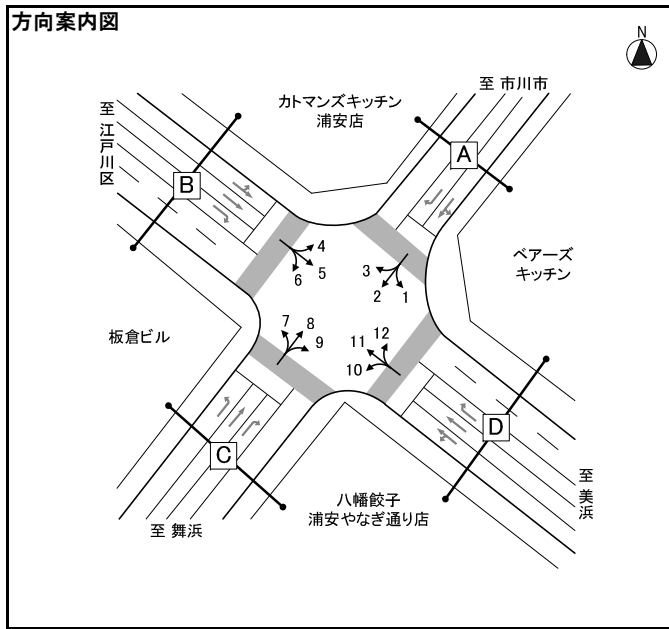 方向案内図
N
至 市川市
カトマンズキッチン
浦安店
至 江戸川区
A
B
ベアーズ
キッチン
4
5
6
3
2
1
板倉ビル
7
8
9
12
11
10
D
C
至 美浜
八幡餃子
浦安やなぎ通り店
至 舞浜